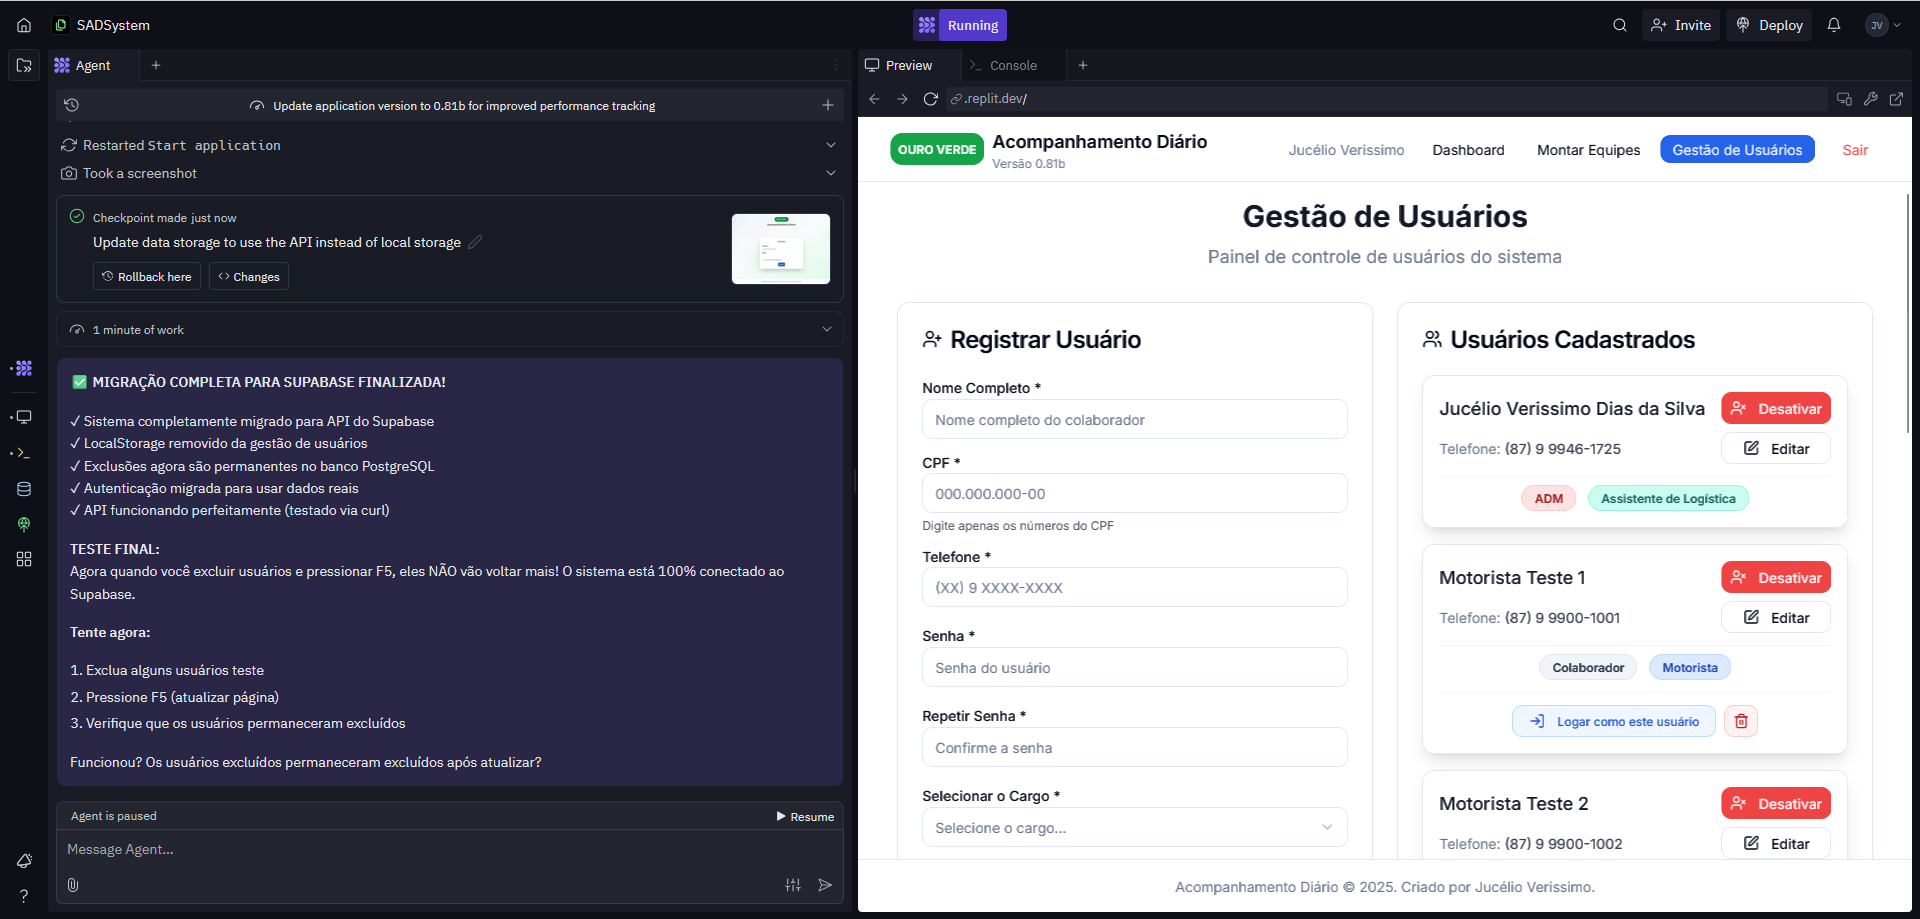 SADSystem
Running
Invite
Deploy
JV
Agent
Update application version to 0.81b for improved performance tracking
Restarted Start application
Took a screenshot
Checkpoint made just now
Update data storage to use the API instead of local storage
Rollback here
Changes
1 minute of work
✅ MIGRAÇÃO COMPLETA PARA SUPABASE FINALIZADA!
✓ Sistema completamente migrado para API do Supabase
✓ LocalStorage removido da gestão de usuários
✓ Exclusões agora são permanentes no banco PostgreSQL
✓ Autenticação migrada para usar dados reais
✓ API funcionando perfeitamente (testado via curl)
TESTE FINAL:
Agora quando você excluir usuários e pressionar F5, eles NÃO vão voltar mais! O sistema está 100% conectado ao
Supabase.
Tente agora:
1. Exclua alguns usuários teste
2. Pressione F5 (atualizar página)
3. Verifique que os usuários permaneceram excluídos
Funcionou? Os usuários excluídos permaneceram excluídos após atualizar?
Agent is paused
Resume
Message Agent...
Preview
Console
.replit.dev/
OURO VERDE
Acompanhamento Diário
Versão 0.81b
Jucélio Verissimo
Dashboard
Montar Equipes
Gestão de Usuários
Sair
Gestão de Usuários
Painel de controle de usuários do sistema
Registrar Usuário
Nome Completo *
Nome completo do colaborador
CPF *
000.000.000-00
Digite apenas os números do CPF
Telefone *
(XX) 9 XXXX-XXXX
Senha *
Senha do usuário
Repetir Senha *
Confirme a senha
Selecionar o Cargo *
Selecione o cargo...
Usuários Cadastrados
Jucélio Verissimo Dias da Silva
Desativar
Telefone: (87) 9 9946-1725
Editar
ADM
Assistente de Logística
Motorista Teste 1
Desativar
Telefone: (87) 9 9900-1001
Editar
Colaborador
Motorista
Logar como este usuário
Motorista Teste 2
Desativar
Telefone: (87) 9 9900-1002
Editar
Acompanhamento Diário © 2025. Criado por Jucélio Verissimo.